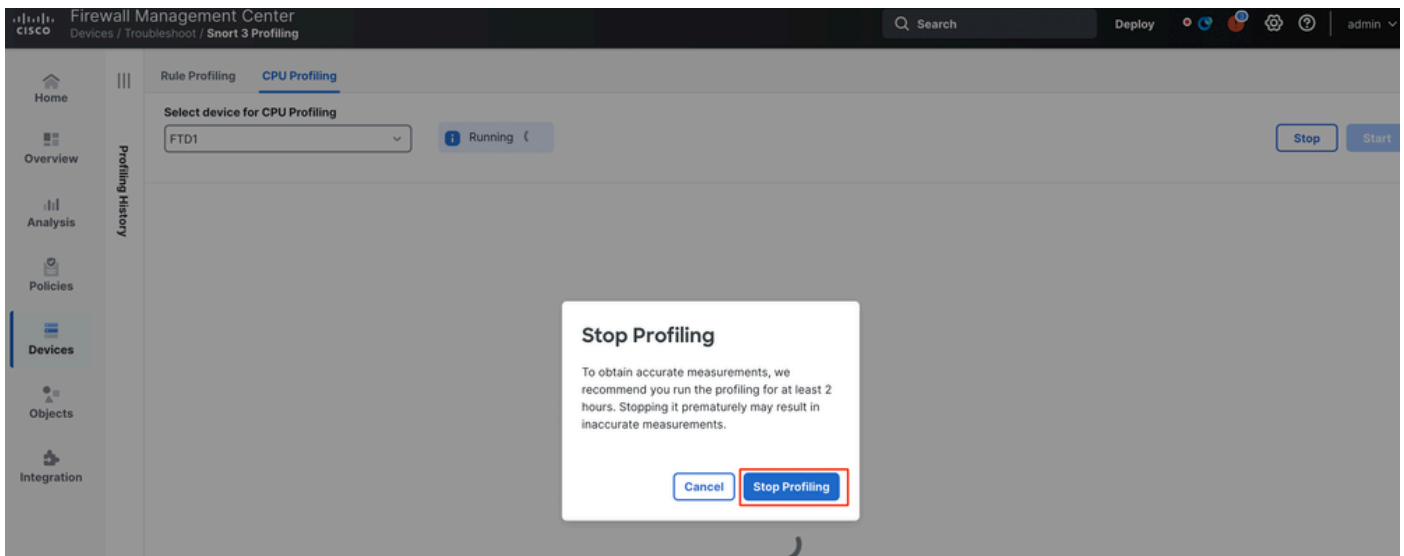 Firewall Management Center
CISCO
Devices / Troubleshoot / Snort 3 Profiling
Search
Deploy
admin
Home
Overview
Analysis
Policies
Devices
Objects
Integration
Profiling History
Rule Profiling CPU Profiling
Select device for CPU Profiling
FTD1
Running
Stop
Start
Stop Profiling
To obtain accurate measurements, we
recommend you run the profiling for at least 2
hours. Stopping it prematurely may result in
inaccurate measurements.
Cancel
Stop Profiling